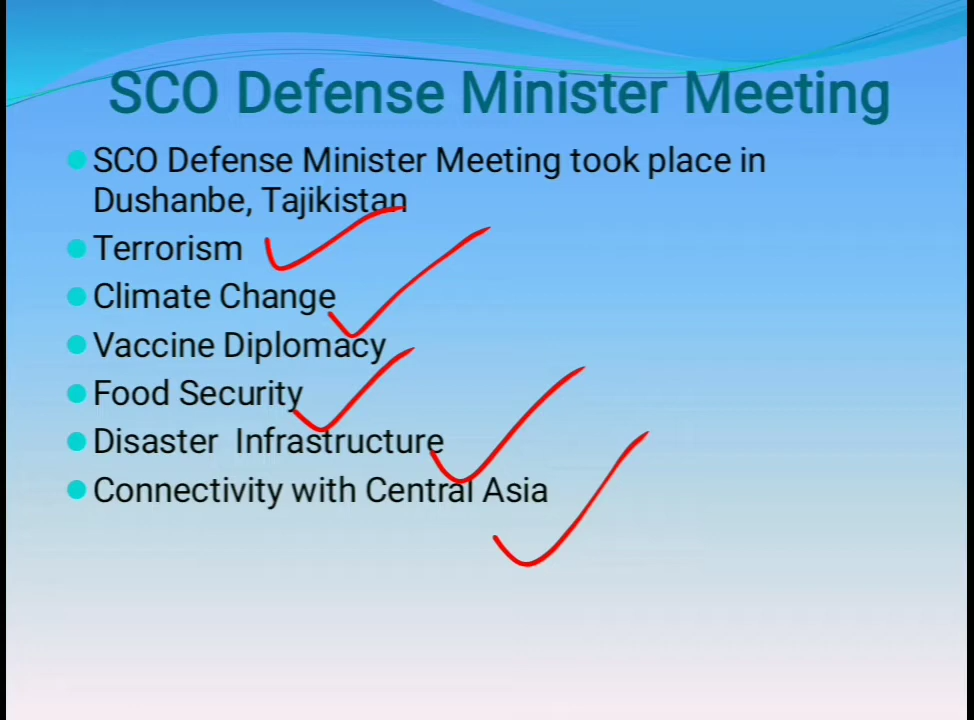 SCO Defense Minister Meeting
SCO Defense Minister Meeting took place in
Dushanbe, Tajikistan
Terrorism
Climate Change
Vaccine Diplomacy
Food Security
Disaster Infrastructure
Connectivity with Central Asia